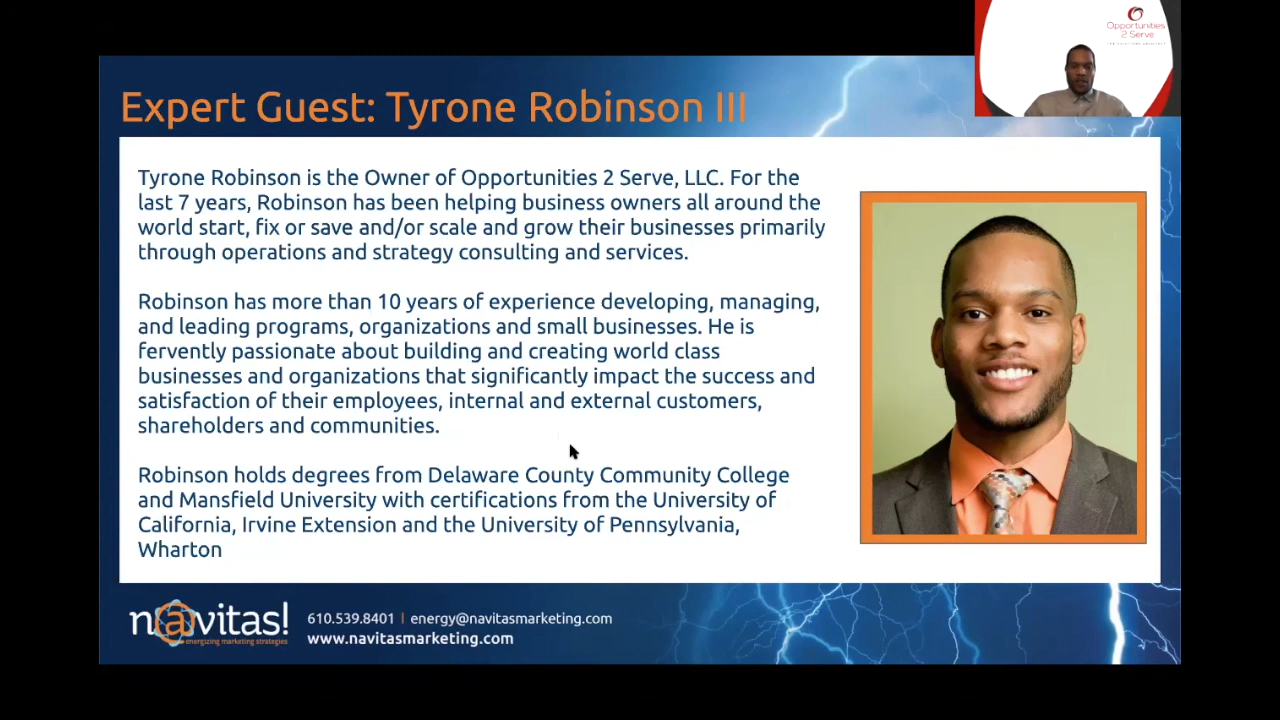 Opportunities
2 Serve
Expert Guest: Tyrone Robinson III
Tyrone Robinson is the Owner of Opportunities 2 Serve, LLC. For the
last 7 years, Robinson has been helping business owners all around the
world start, fix or save and/or scale and grow their businesses primarily
through operations and strategy consulting and services.
Robinson has more than 10 years of experience developing, managing,
and leading programs, organizations and small businesses. He is
fervently passionate about building and creating world class
businesses and organizations that significantly impact the success and
satisfaction of their employees, internal and external customers,
shareholders and communities.
Robinson holds degrees from Delaware County Community College
and Mansfield University with certifications from the University of
California, Irvine Extension and the University of Pennsylvania,
Wharton
navitas!
energizing marketing strategies
610.539.8401 | energy@navitasmarketing.com
www.navitasmarketing.com